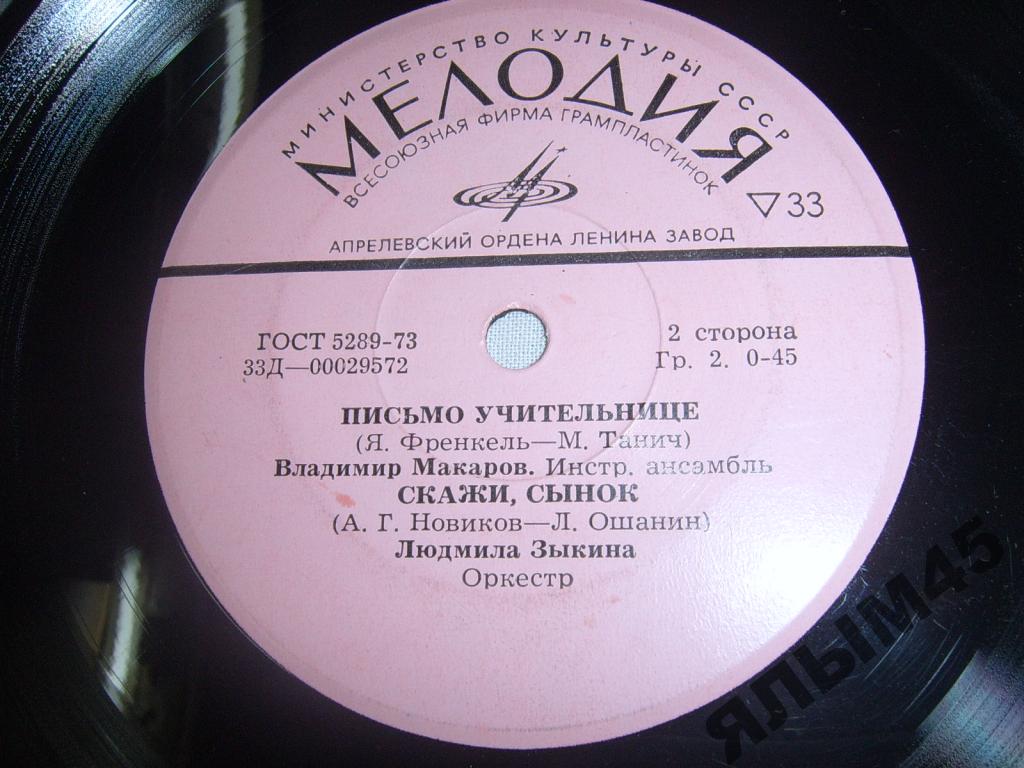 МИНИСТЕРСТВО КУЛЬТУРЫ СССР
МЕЛОДИЯ
ВСЕСОЮЗНАЯ ФИРМА ГРАМПЛАСТИНОК
▽33
АПРЕЛЕВСКИЙ ОРДЕНА ЛЕНИНА ЗАВОД
ГОСТ 5289-73
33Д—00029572
2 сторона
Гр. 2. 0-45
ПИСЬМО УЧИТЕЛЬНИЦЕ
(Я. Френкель—М. Танич)
Владимир Макаров. Инстр. ансамбль
СКАЖИ, СЫНОК
(А. Г. Новиков—Л. Ошанин)
Людмила Зыкина
Оркестр
ЯЛЫМ45